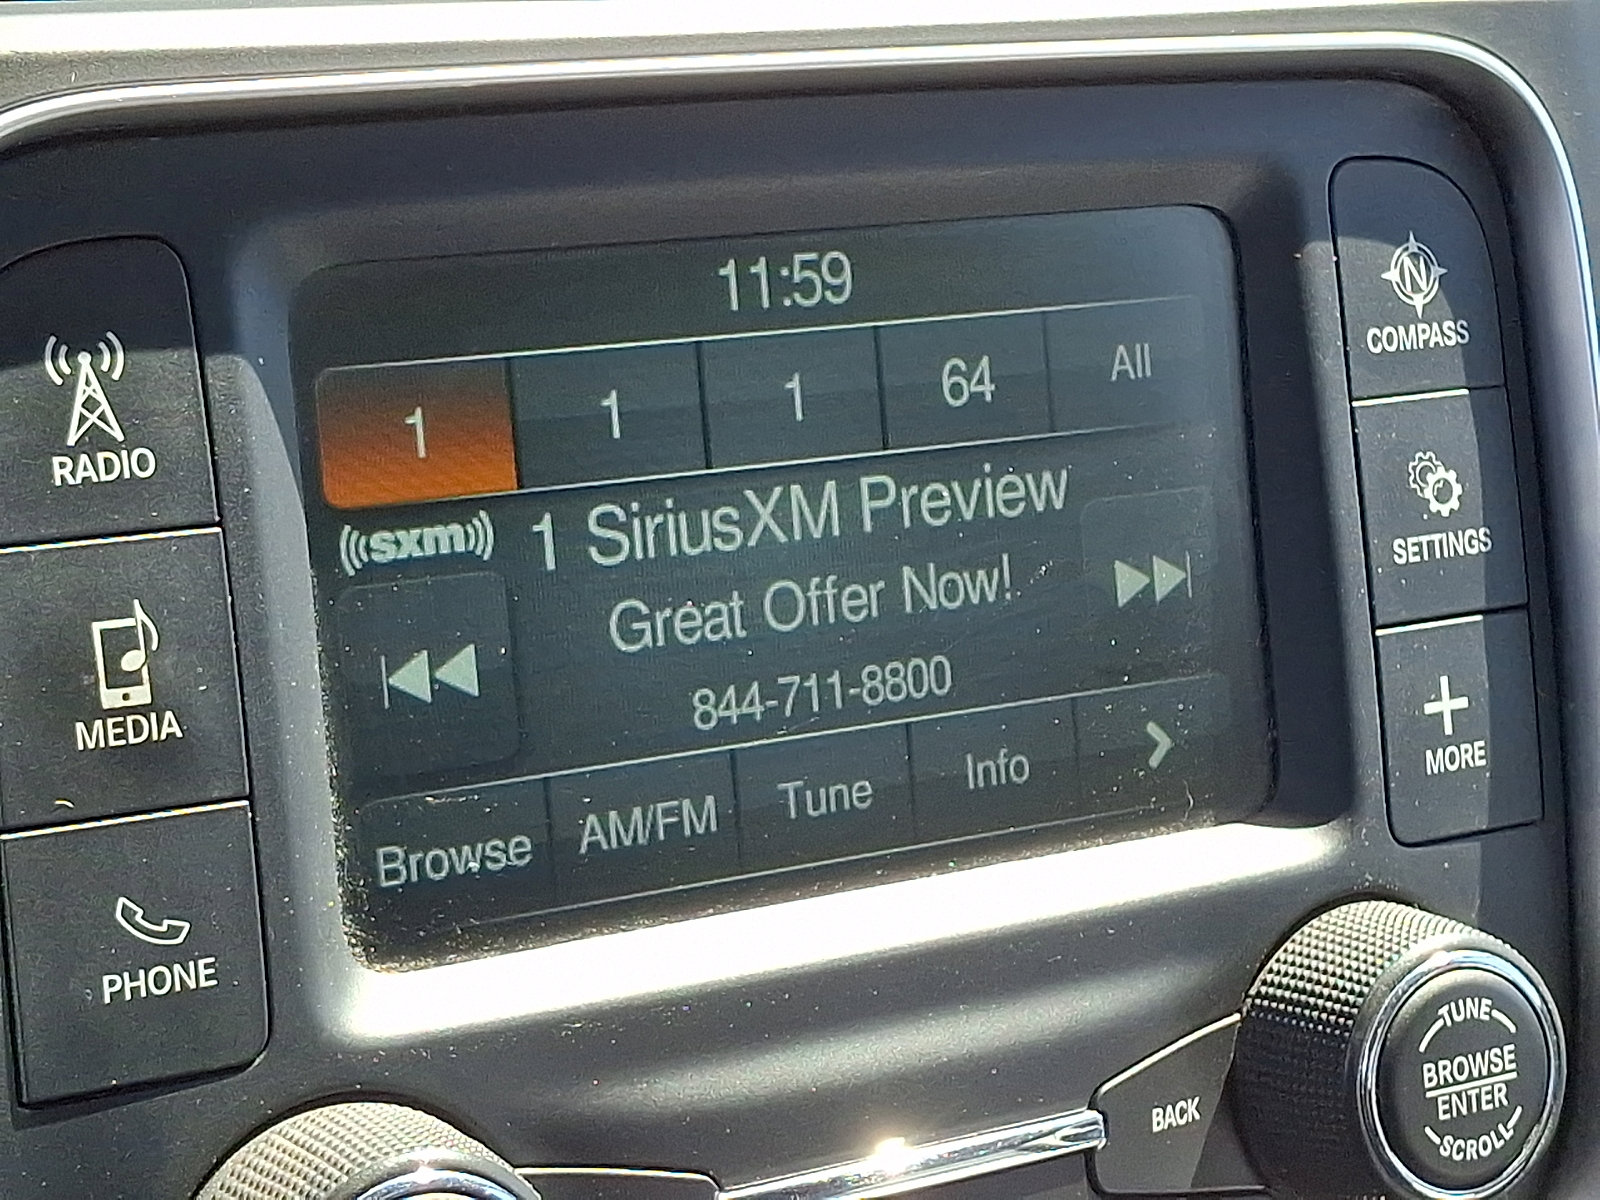 11:59
1 1 1 64 All
sxm 1 SiriusXM Preview
Great Offer Now!
844-711-8800
Browse AM/FM Tune Info
RADIO
MEDIA
PHONE
N
COMPASS
SETTINGS
MORE
BACK
TUNE
BROWSE
ENTER
SCROLL